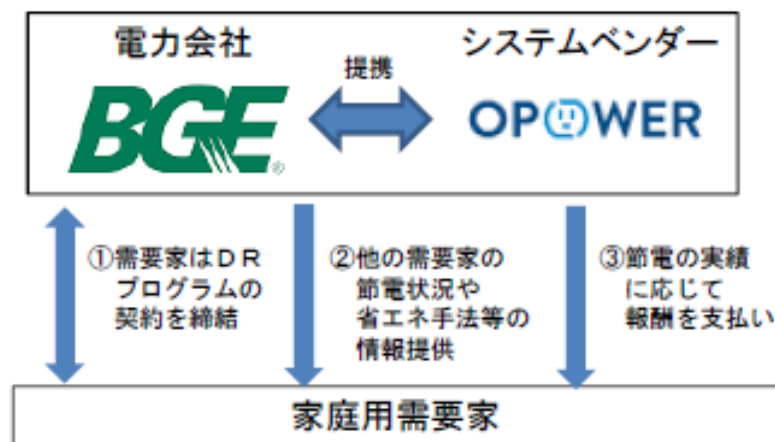 電力会社
システムベンダー
提携
BGE®
OPOWER
①需要家はDR
プログラムの
契約を締結
②他の需要家の
節電状況や
省エネ手法等の
情報提供
③節電の実績
に応じて
報酬を支払い
家庭用需要家